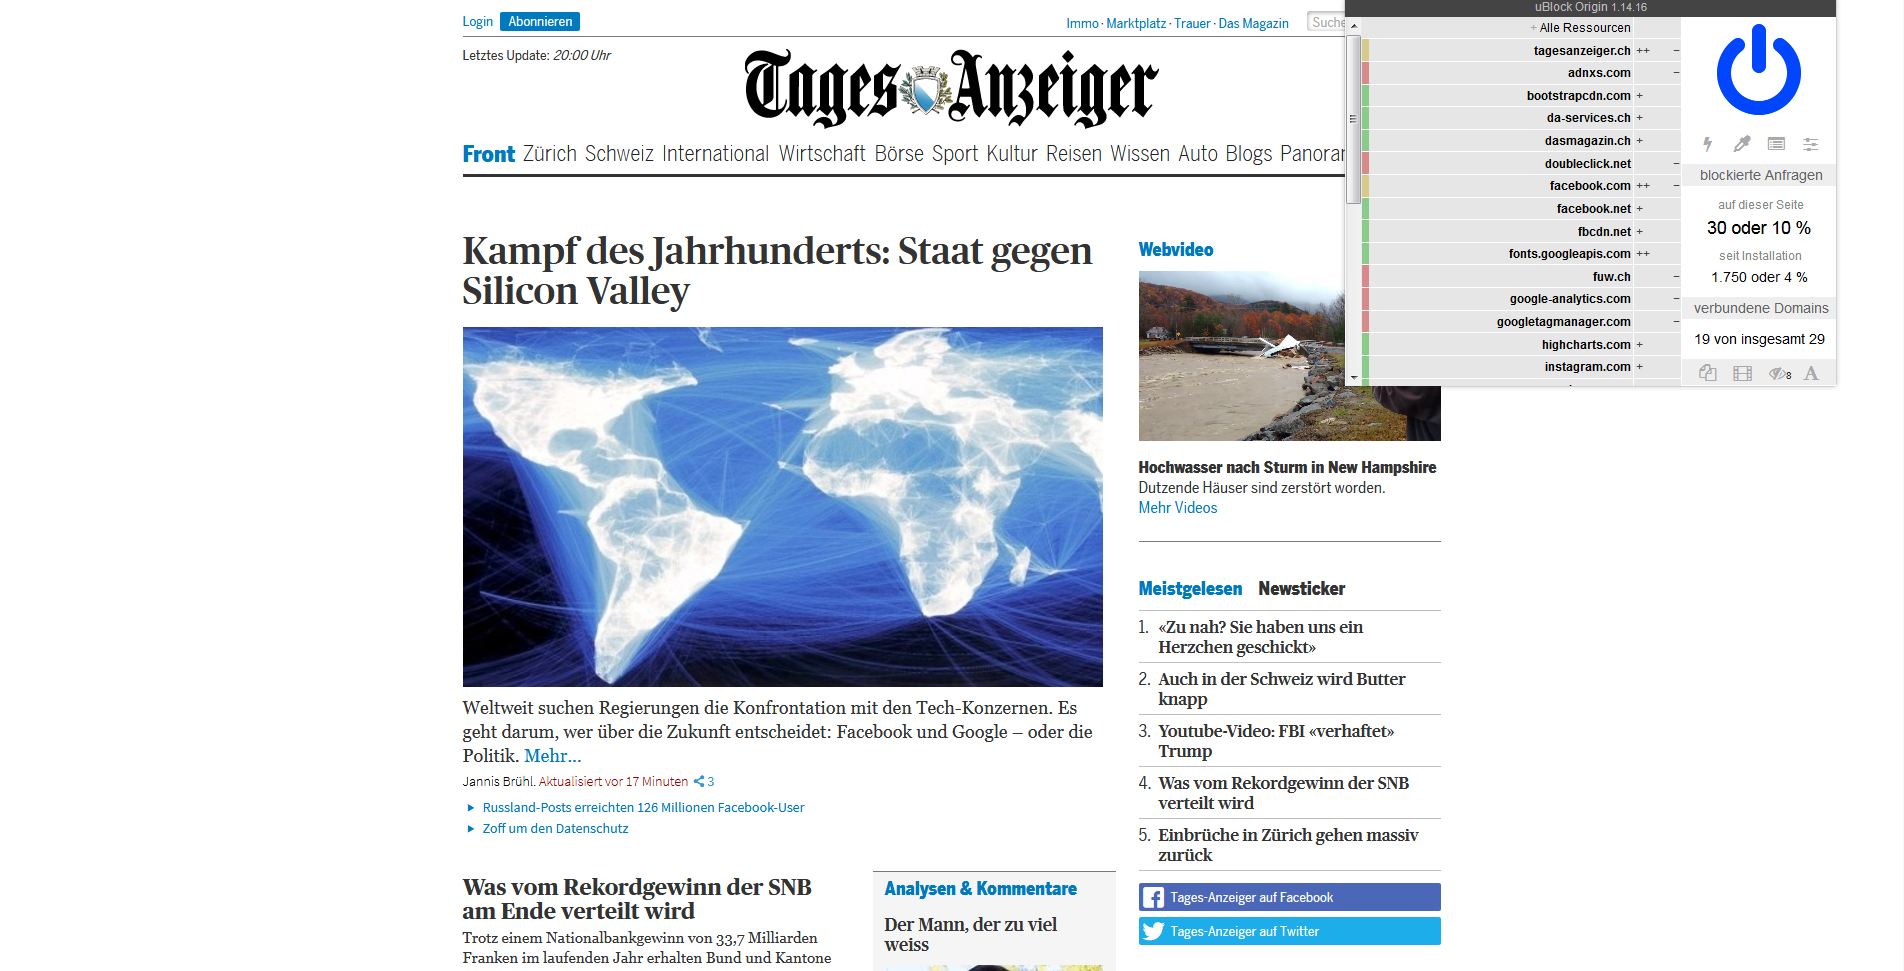 Login Abonnieren
Immo · Marktplatz · Trauer · Das Magazin
Suche
Letztes Update: 20:00 Uhr
Tages Anzeiger
Front Zürich Schweiz International Wirtschaft Börse Sport Kultur Reisen Wissen Auto Blogs Panorar
Kampf des Jahrhunderts: Staat gegen
Silicon Valley
Weltweit suchen Regierungen die Konfrontation mit den Tech-Konzernen. Es
geht darum, wer über die Zukunft entscheidet: Facebook und Google – oder die
Politik. Mehr...
Jannis Brühl. Aktualisiert vor 17 Minuten 3
Russland-Posts erreichten 126 Millionen Facebook-User
Zoff um den Datenschutz
Was vom Rekordgewinn der SNB
am Ende verteilt wird
Trotz einem Nationalbankgewinn von 33,7 Milliarden
Franken im laufenden Jahr erhalten Bund und Kantone
Analysen & Kommentare
Der Mann, der zu viel
weiss
Webvideo
Hochwasser nach Sturm in New Hampshire
Dutzende Häuser sind zerstört worden.
Mehr Videos
Meistgelesen Newsticker
1. «Zu nah? Sie haben uns ein
Herzchen geschickt»
2. Auch in der Schweiz wird Butter
knapp
3. Youtube-Video: FBI «verhaftet»
Trump
4. Was vom Rekordgewinn der SNB
verteilt wird
5. Einbrüche in Zürich gehen massiv
zurück
Tages-Anzeiger auf Facebook
Tages-Anzeiger auf Twitter
uBlock Origin 1.14.16
+ Alle Ressourcen
tagesanzeiger.ch ++ −
adnxs.com −
bootstrapcdn.com +
da-services.ch +
dasmagazin.ch +
doubleclick.net −
facebook.com ++ −
facebook.net +
fbcdn.net +
fonts.googleapis.com ++
fuw.ch −
google-analytics.com −
googletagmanager.com −
highcharts.com +
instagram.com +
blockierte Anfragen
auf dieser Seite
30 oder 10 %
seit Installation
1.750 oder 4 %
verbundene Domains
19 von insgesamt 29
8
A